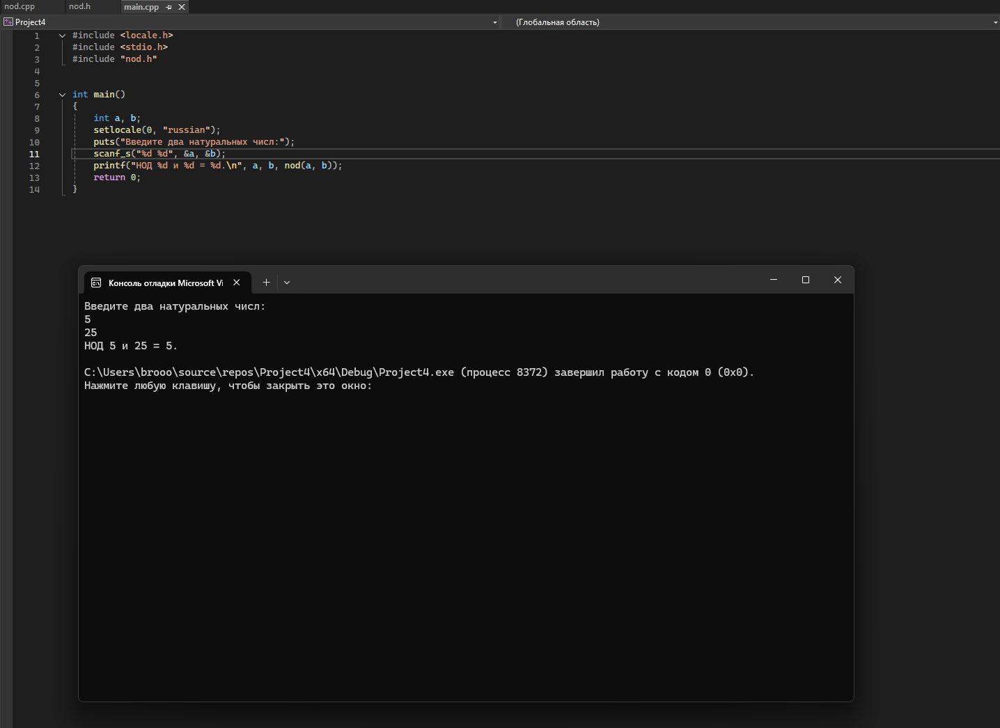 nod.cpp nod.h main.cpp
Project4 (Глобальная область)
1 #include <locale.h>
2 #include <stdio.h>
3 #include "nod.h"
4
5
6 int main()
7 {
8 int a, b;
9 setlocale(0, "russian");
10 puts("Введите два натуральных числ:");
11 scanf_s("%d %d", &a, &b);
12 printf("НОД %d и %d = %d.\n", a, b, nod(a, b));
13 return 0;
14 }
Консоль отладки Microsoft Vi
Введите два натуральных числ:
5
25
НОД 5 и 25 = 5.
C:\Users\brooo\source\repos\Project4\x64\Debug\Project4.exe (процесс 8372) завершил работу с кодом 0 (0x0).
Нажмите любую клавишу, чтобы закрыть это окно: